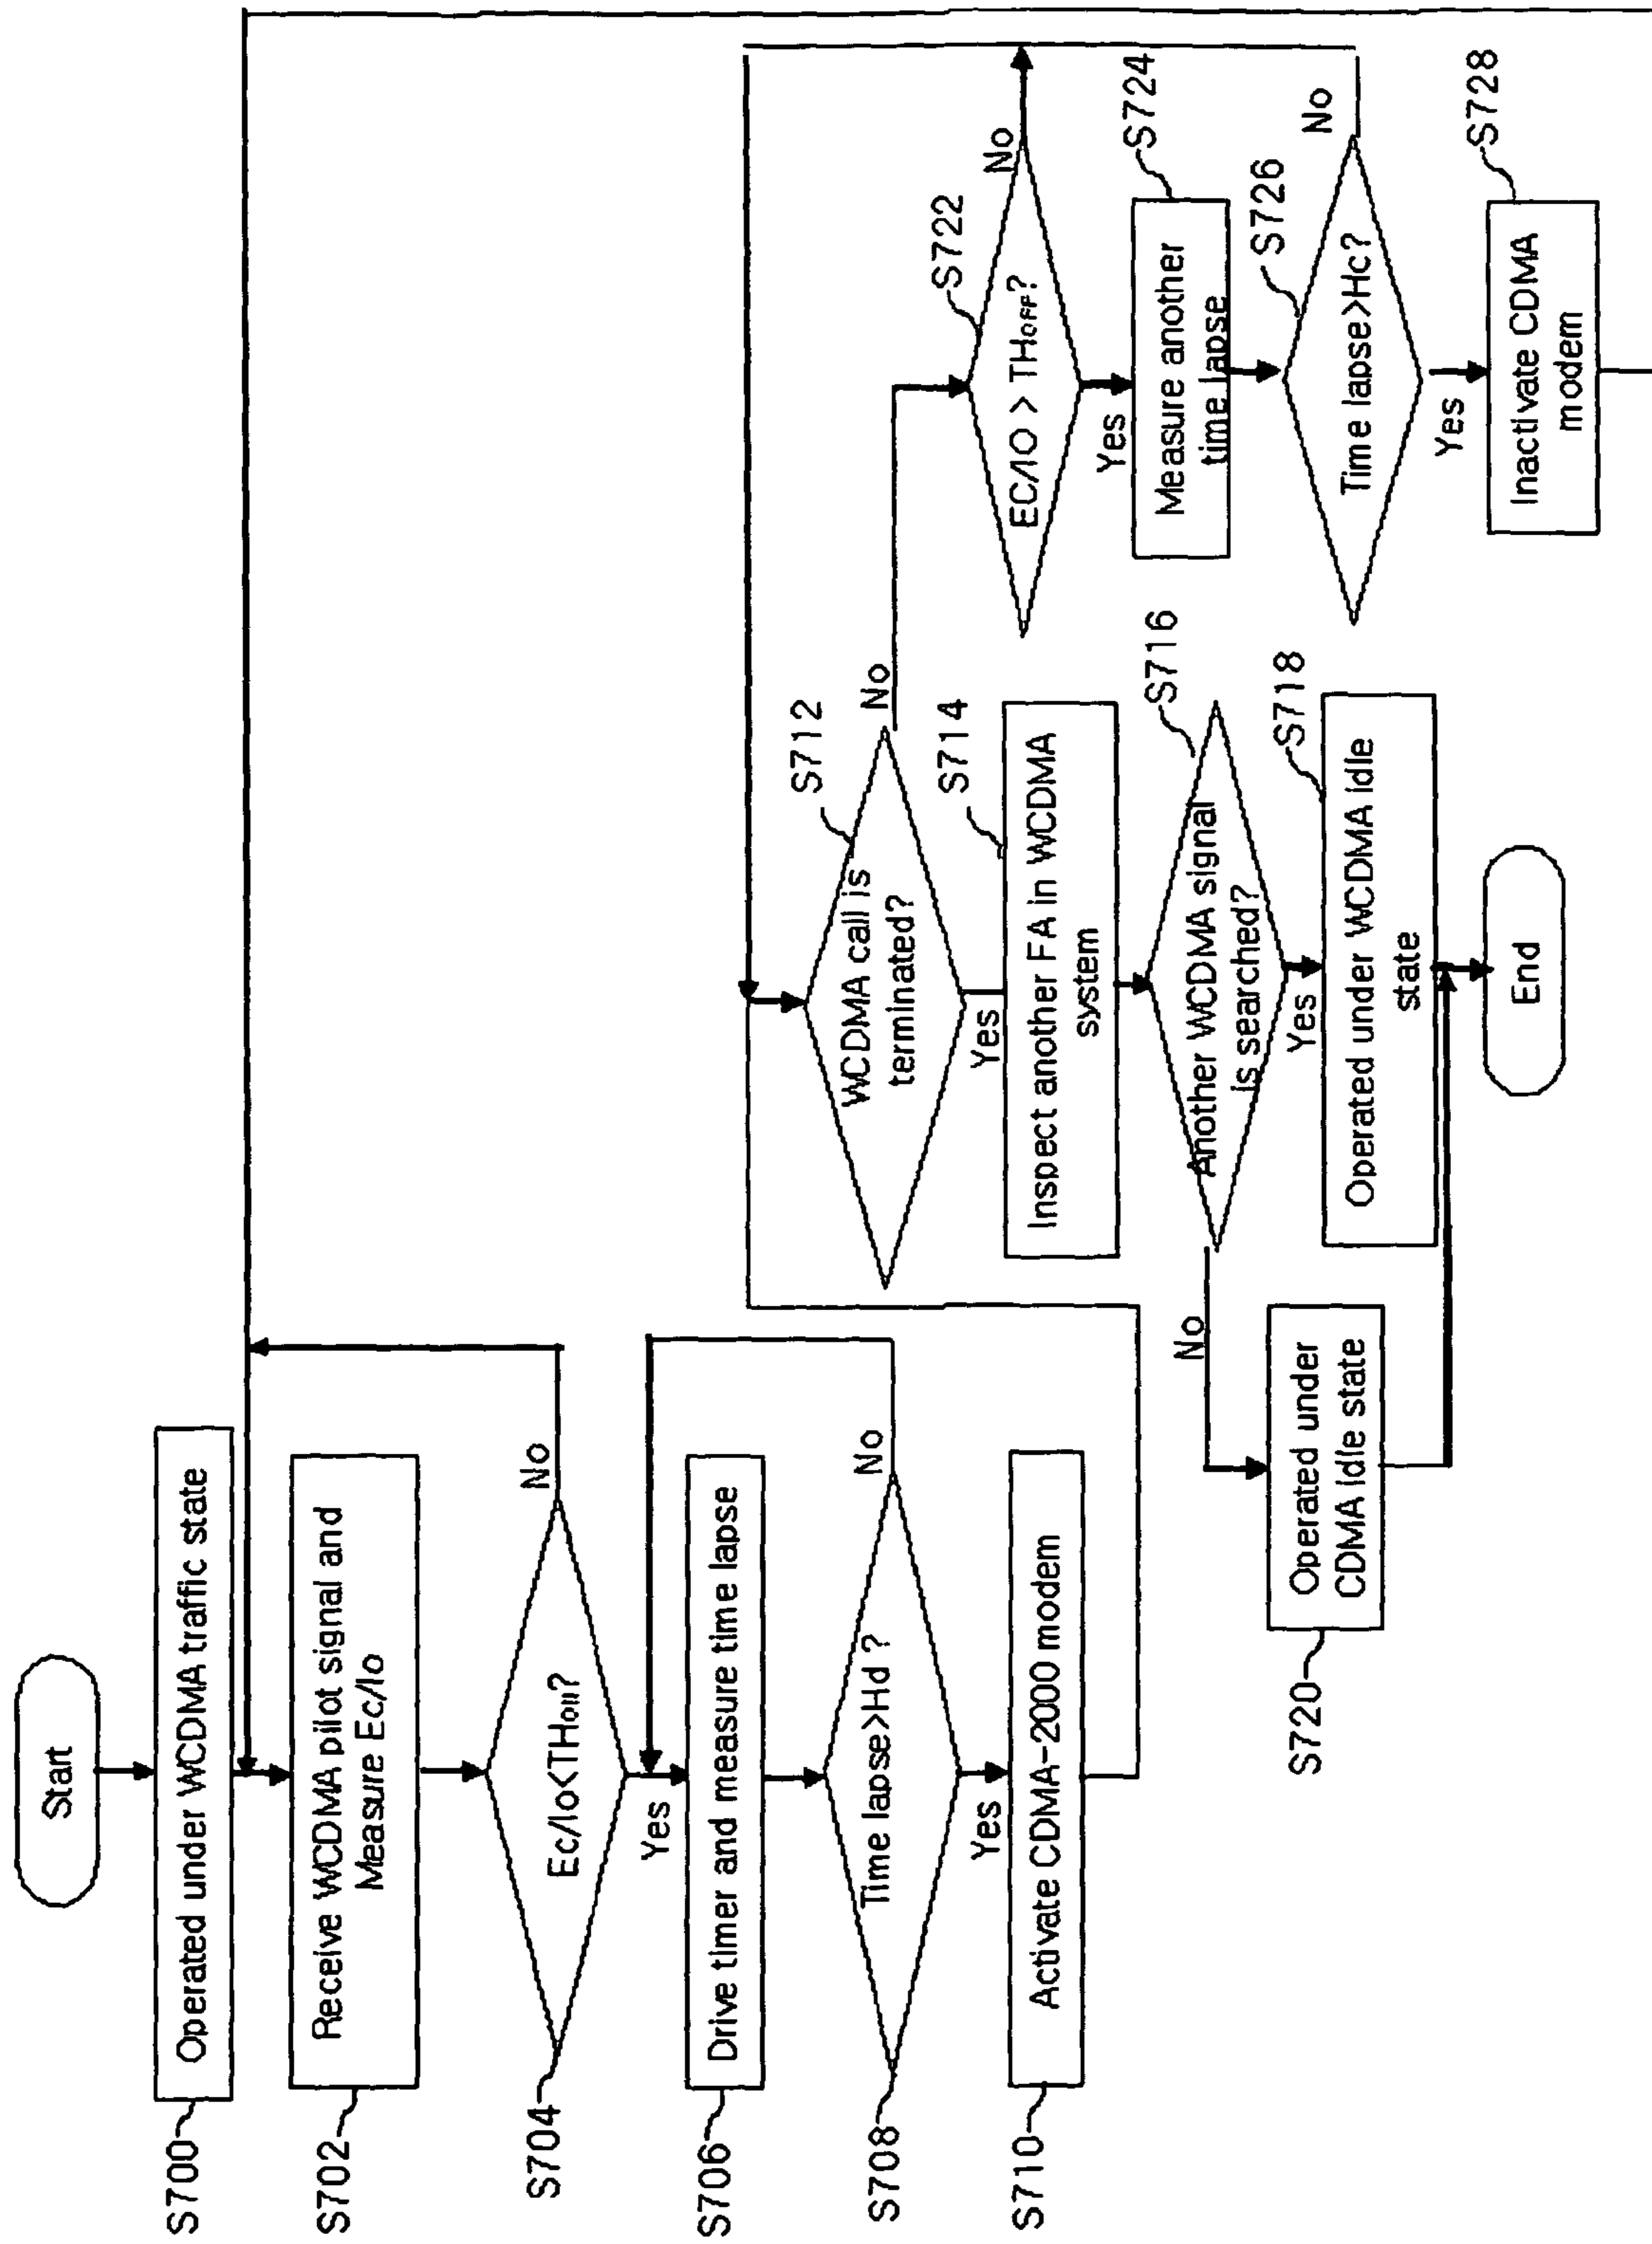 Start
S700
Operated under WCDMA traffic state
S702
Receive WCDMA pilot signal and
Measure Ec/Io
S704
Ec/Io<THon?
No
Yes
S706
Drive timer and measure time lapse
S708
Time lapse>Hd ?
No
Yes
S710
Activate CDMA-2000 modem
S712
WCDMA call is
terminated?
No
Yes
S714
Inspect another FA in WCDMA
system
S716
Another WCDMA signal
is searched?
No
Yes
S718
Operated under WCDMA idle
state
S720
Operated under
CDMA idle state
End
S722
EC/IO > THOFF?
No
Yes
S724
Measure another
time lapse
S726
Time lapse>Hc?
No
Yes
S728
Inactivate CDMA
modem